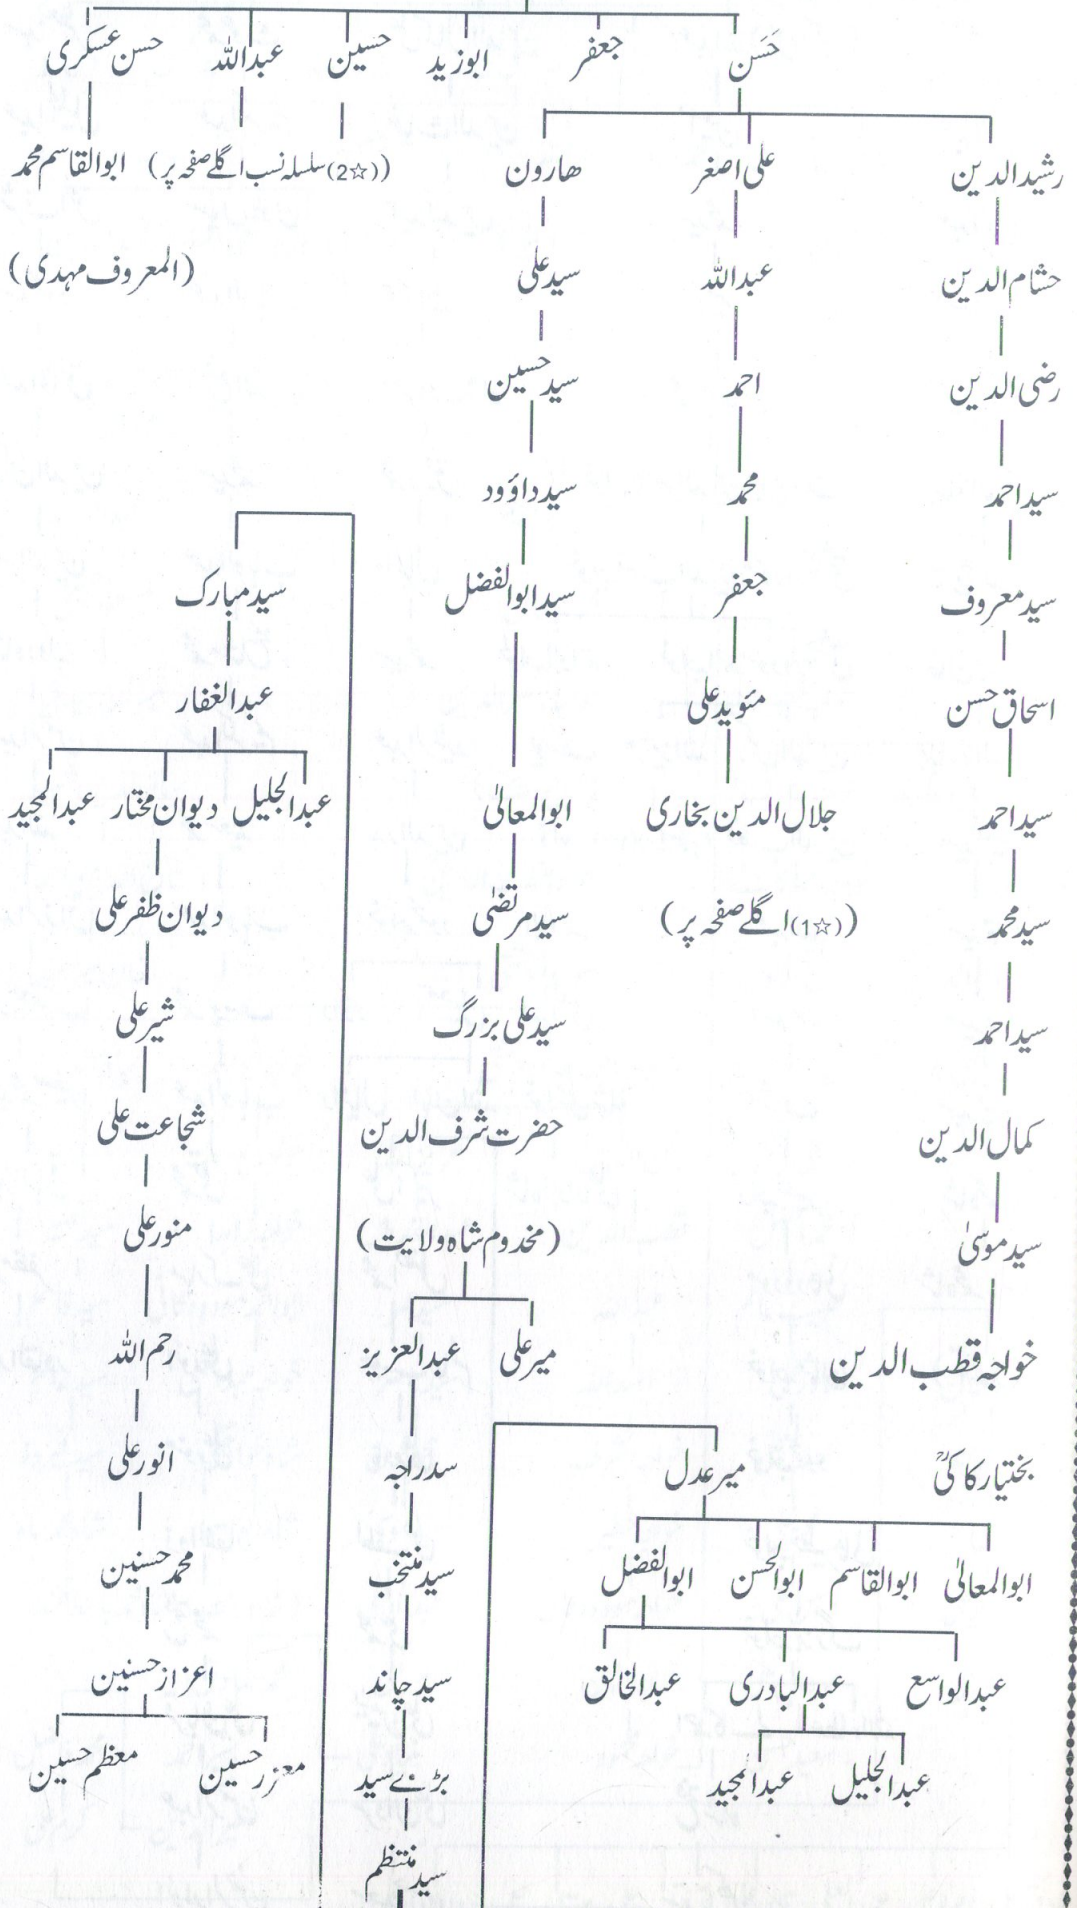 حَسَن جعفر ابوزید حسین عبداللہ حسن عسکری
رشیدالدین علی اصغر ھارون ((☆2) سلسلہ نسب اگلے صفحہ پر) ابوالقاسم محمد
حشام الدین عبداللہ سید علی (المعروف مہدی)
رضی الدین احمد سید حسین
سید احمد محمد سید داؤود
سید معروف جعفر سید ابوالفضل سید مبارک
اسحاق حسن مئوید علی عبدالغفار
سید احمد جلال الدین بخاری ابوالمعالیٰ عبدالجلیل دیوان مختار عبدالمجید
سید محمد ((☆1) اگلے صفحہ پر) سید مرتضٰی دیوان ظفر علی
سید احمد سید علی بزرگ شیر علی
کمال الدین حضرت شرف الدین شجاعت علی
سید موسیٰ (مخدوم شاہ ولایت) منور علی
خواجہ قطب الدین میر علی عبدالعزیز رحم اللہ
بختیار کاکیؒ میر عدل سدراجہ انور علی
ابوالمعالیٰ ابوالقاسم ابوالحسن ابوالفضل سید منتخب محمد حسنین
عبدالواسع عبدالبادری عبدالخالق سید چاند اعزاز حسنین
عبدالجلیل عبدالمجید بڑے سید معزر حسین معظم حسین
سید منتظم